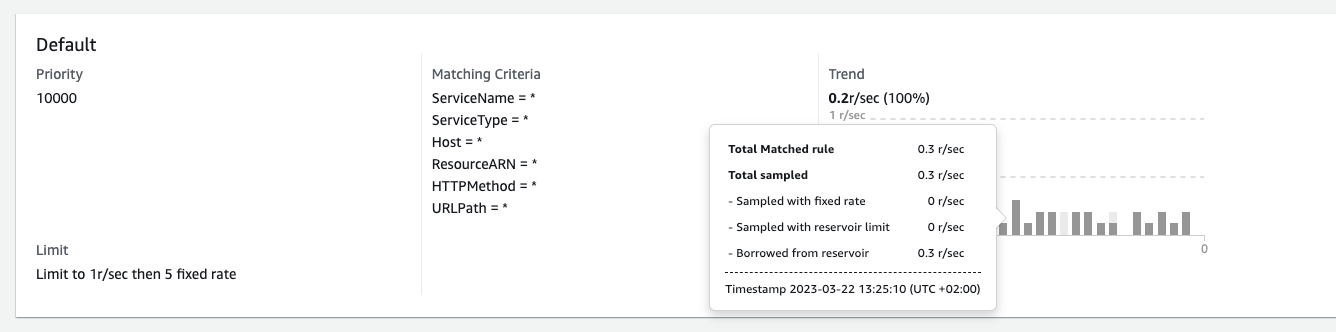 Default
Priority
10000
Limit
Limit to 1r/sec then 5 fixed rate
Matching Criteria
ServiceName = *
ServiceType = *
Host = *
ResourceARN = *
HTTPMethod = *
URLPath = *
Trend
0.2r/sec (100%)
1 r/sec
0
Total Matched rule 0.3 r/sec
Total sampled 0.3 r/sec
- Sampled with fixed rate 0 r/sec
- Sampled with reservoir limit 0 r/sec
- Borrowed from reservoir 0.3 r/sec
Timestamp 2023-03-22 13:25:10 (UTC +02:00)